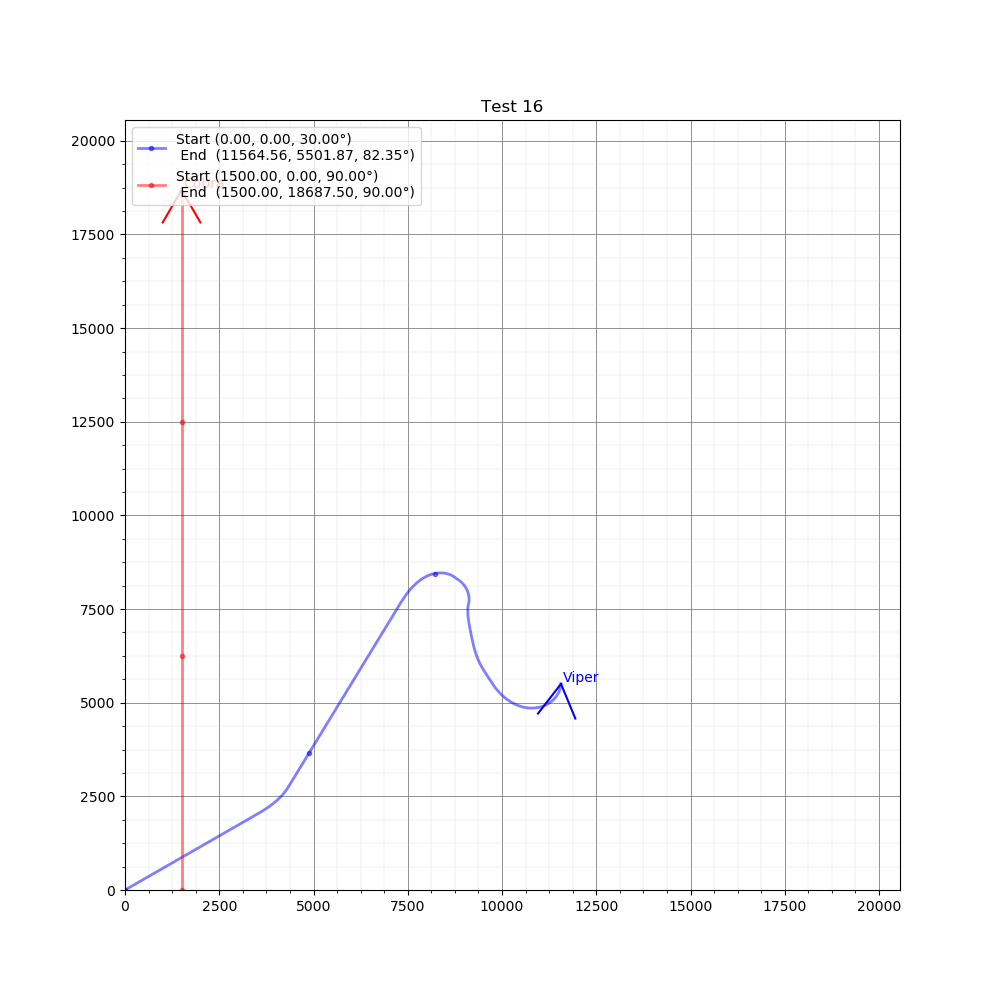 Test 16
20000
17500
15000
12500
10000
7500
5000
2500
0
Start (0.00, 0.00, 30.00°)
End (11564.56, 5501.87, 82.35°)
Start (1500.00, 0.00, 90.00°)
End (1500.00, 18687.50, 90.00°)
Viper
0 2500 5000 7500 10000 12500 15000 17500 20000